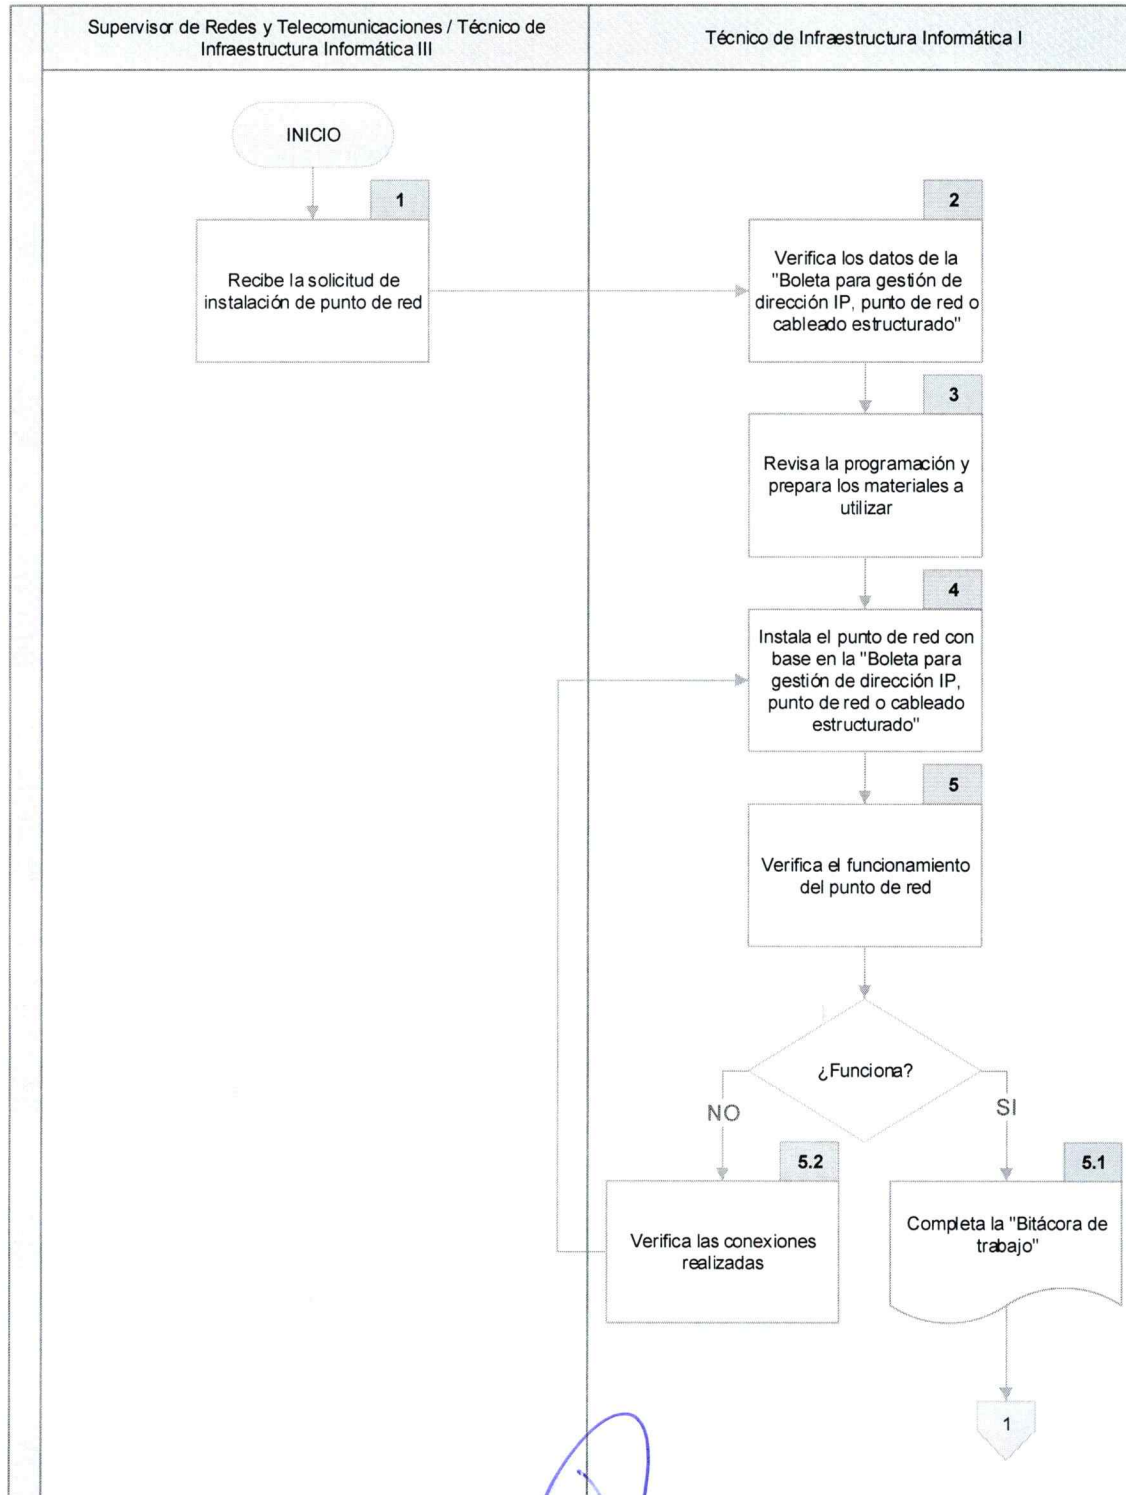 Supervisor de Redes y Telecomunicaciones / Técnico de
Infraestructura Informática III
Técnico de Infraestructura Informática I
INICIO
1
Recibe la solicitud de
instalación de punto de red
2
Verifica los datos de la
"Boleta para gestión de
dirección IP, punto de red o
cableado estructurado"
3
Revisa la programación y
prepara los materiales a
utilizar
4
Instala el punto de red con
base en la "Boleta para
gestión de dirección IP,
punto de red o cableado
estructurado"
5
Verifica el funcionamiento
del punto de red
¿Funciona?
NO
SI
5.2
Verifica las conexiones
realizadas
5.1
Completa la "Bitácora de
trabajo"
1